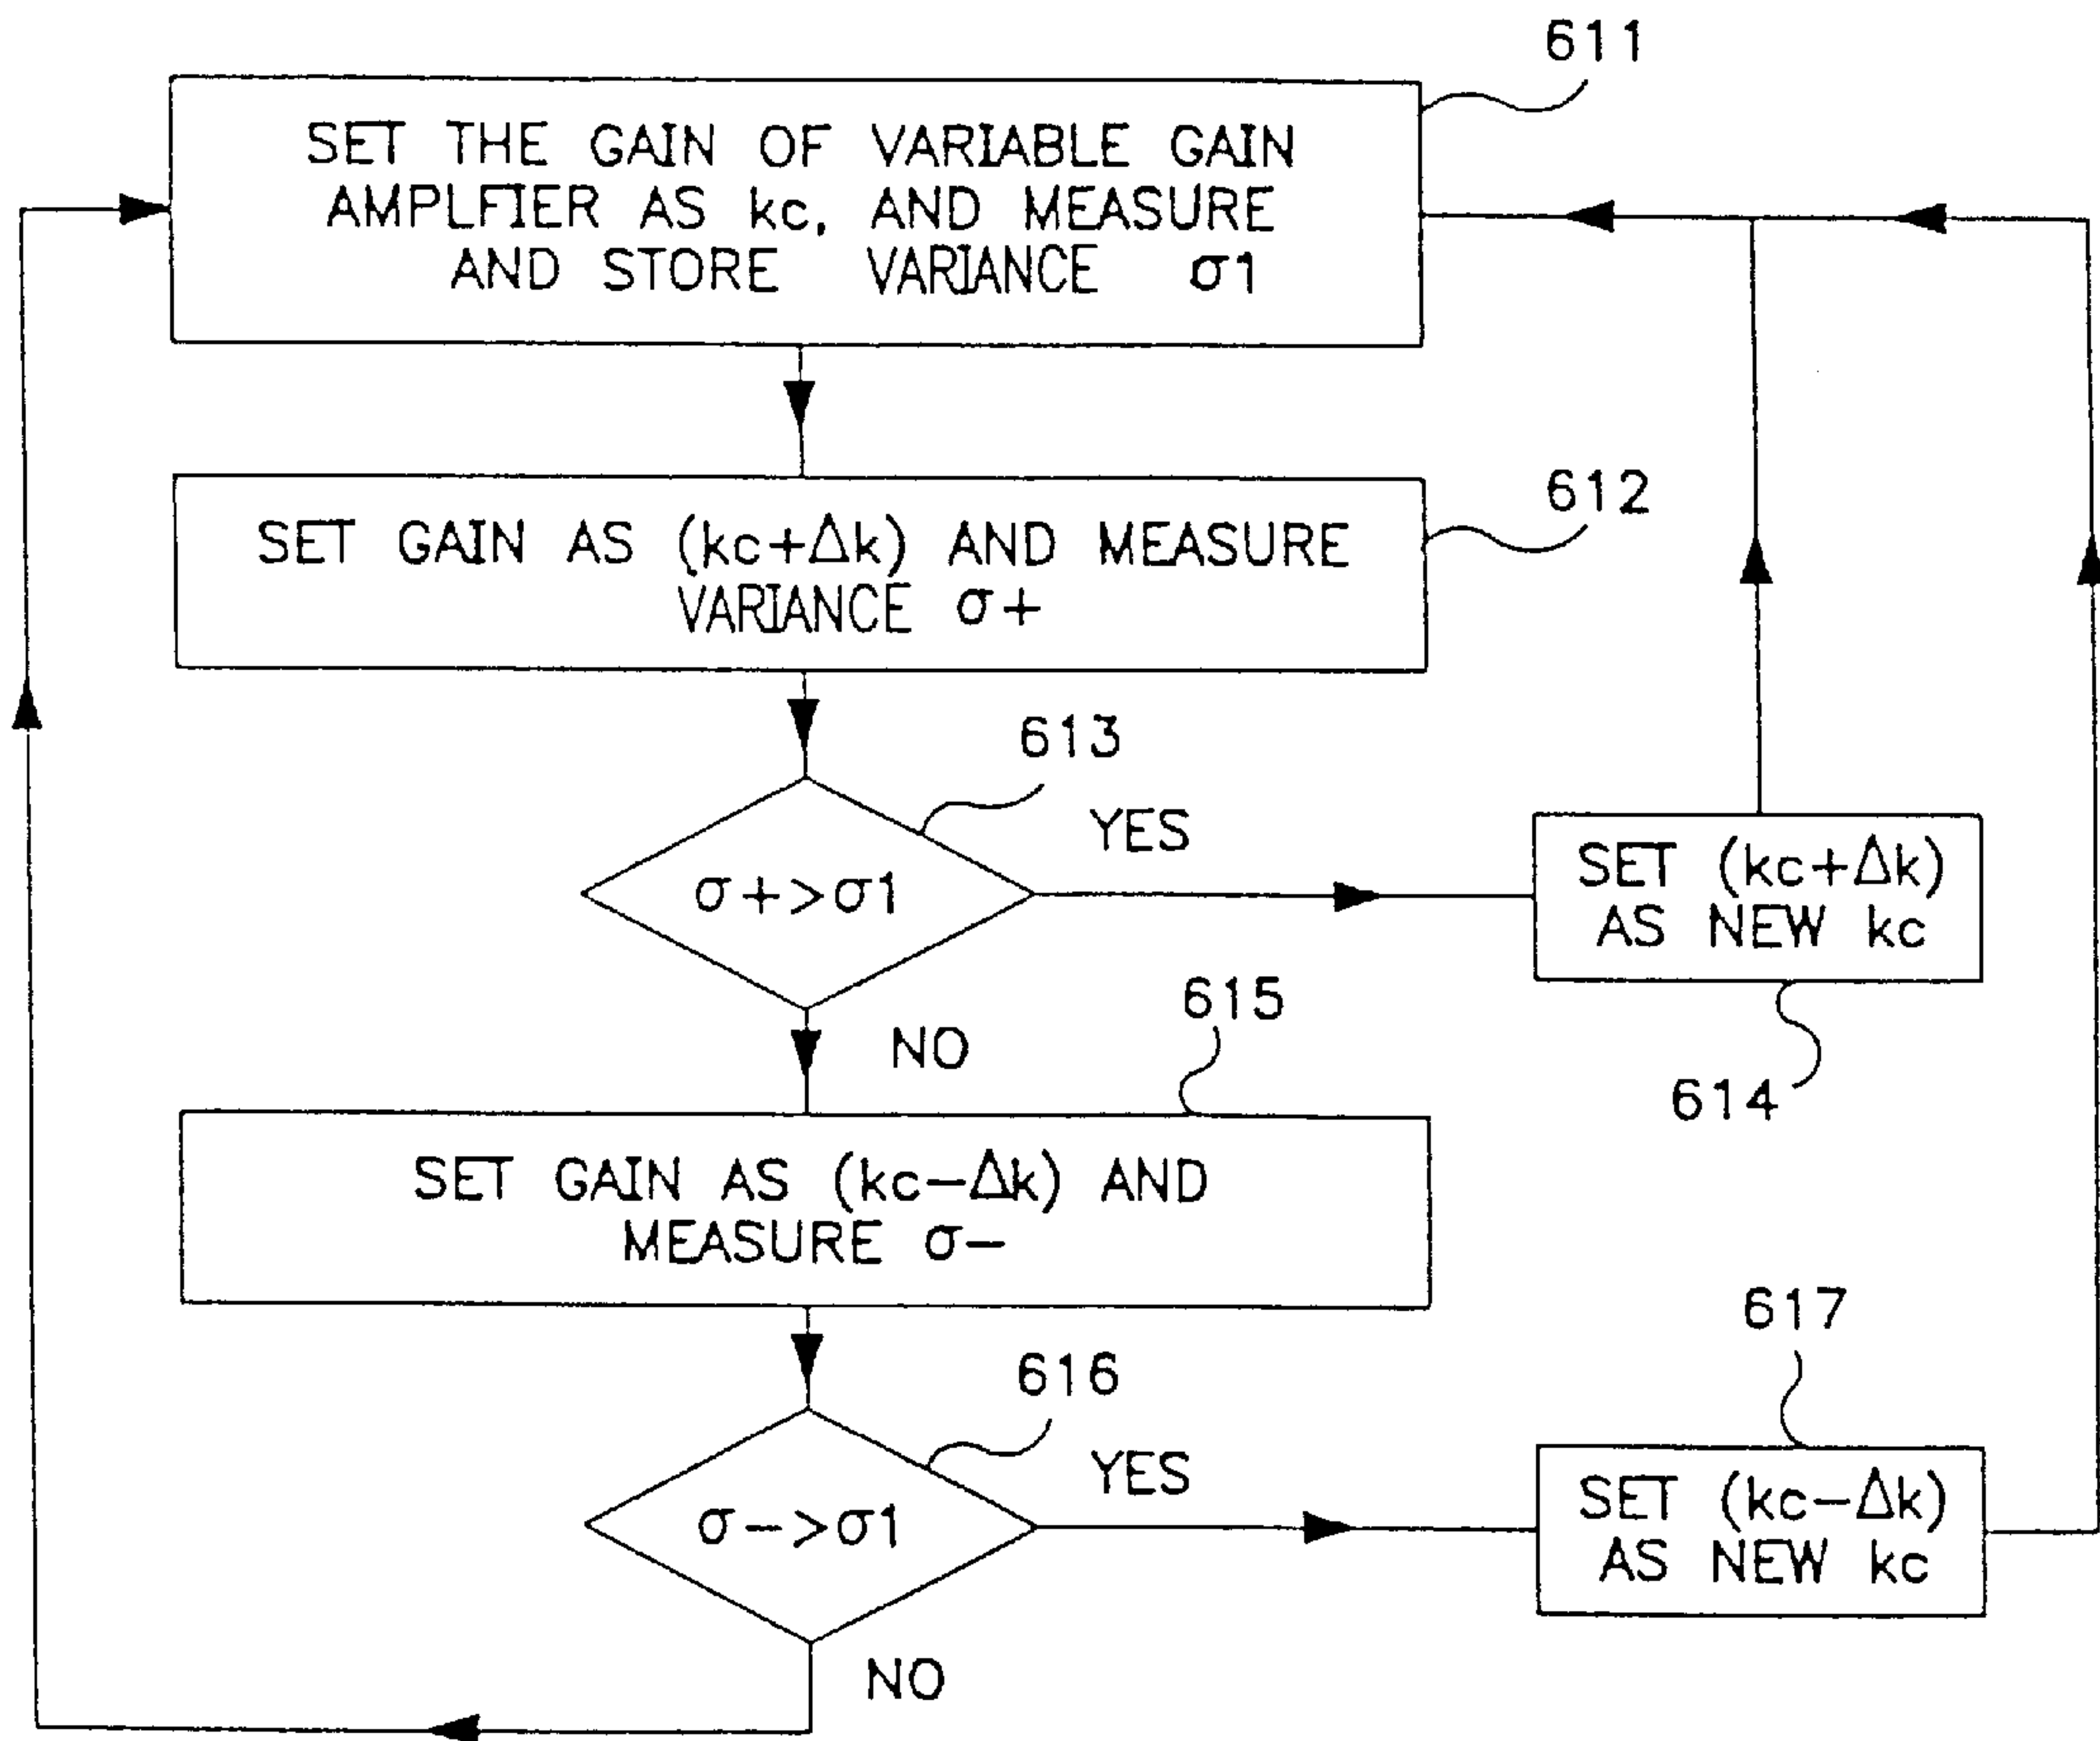 611
SET THE GAIN OF VARIABLE GAIN
AMPLFIER AS kc, AND MEASURE
AND STORE VARIANCE σ1
612
SET GAIN AS (kc+Δk) AND MEASURE
VARIANCE σ+
613
YES
σ+>σ1
SET (kc+Δk)
AS NEW kc
614
NO
615
SET GAIN AS (kc-Δk) AND
MEASURE σ-
616
617
YES
σ->σ1
SET (kc-Δk)
AS NEW kc
NO